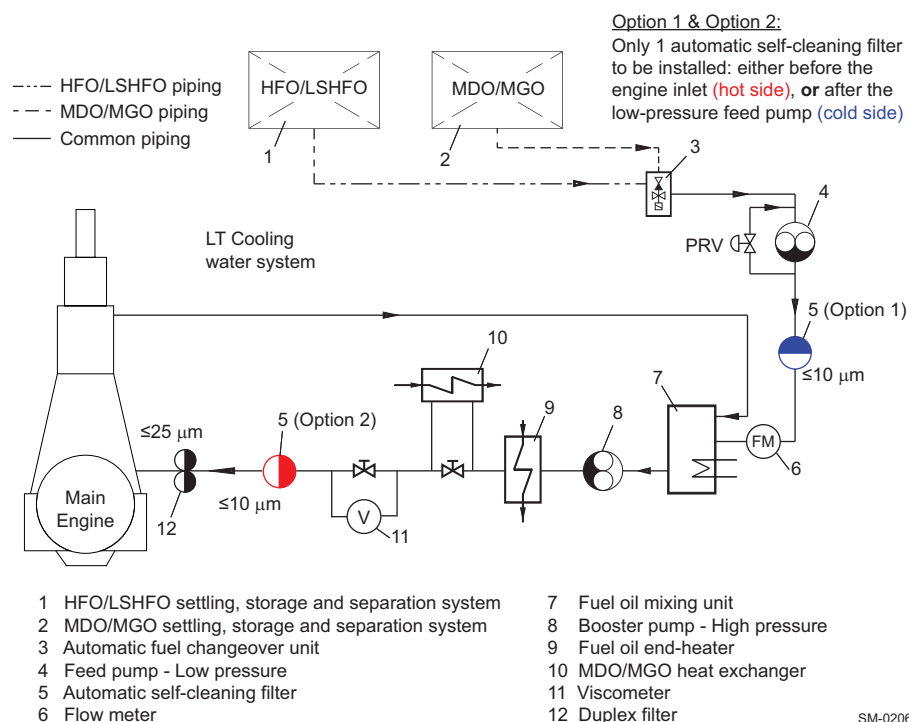 Option 1 & Option 2:
Only 1 automatic self-cleaning filter
to be installed: either before the
engine inlet (hot side), or after the
low-pressure feed pump (cold side)
HFO/LSHFO piping
MDO/MGO piping
Common piping
HFO/LSHFO
MDO/MGO
1
2
3
4
PRV
LT Cooling
water system
5 (Option 1)
≤10 μm
10
7
9
8
FM
6
5 (Option 2)
≤25 μm
≤10 μm
V
11
12
Main
Engine
1 HFO/LSHFO settling, storage and separation system
2 MDO/MGO settling, storage and separation system
3 Automatic fuel changeover unit
4 Feed pump - Low pressure
5 Automatic self-cleaning filter
6 Flow meter
7 Fuel oil mixing unit
8 Booster pump - High pressure
9 Fuel oil end-heater
10 MDO/MGO heat exchanger
11 Viscometer
12 Duplex filter
SM-0206